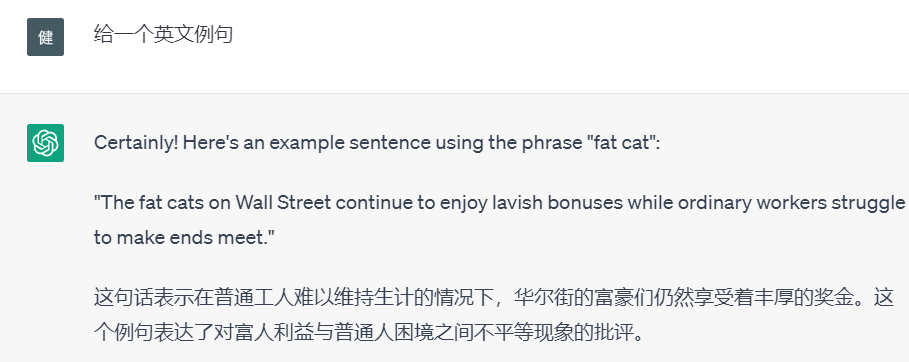 健
给一个英文例句
Certainly! Here's an example sentence using the phrase "fat cat":
"The fat cats on Wall Street continue to enjoy lavish bonuses while ordinary workers struggle
to make ends meet."
这句话表示在普通工人难以维持生计的情况下，华尔街的富豪们仍然享受着丰厚的奖金。这
个例句表达了对富人利益与普通人困境之间不平等现象的批评。